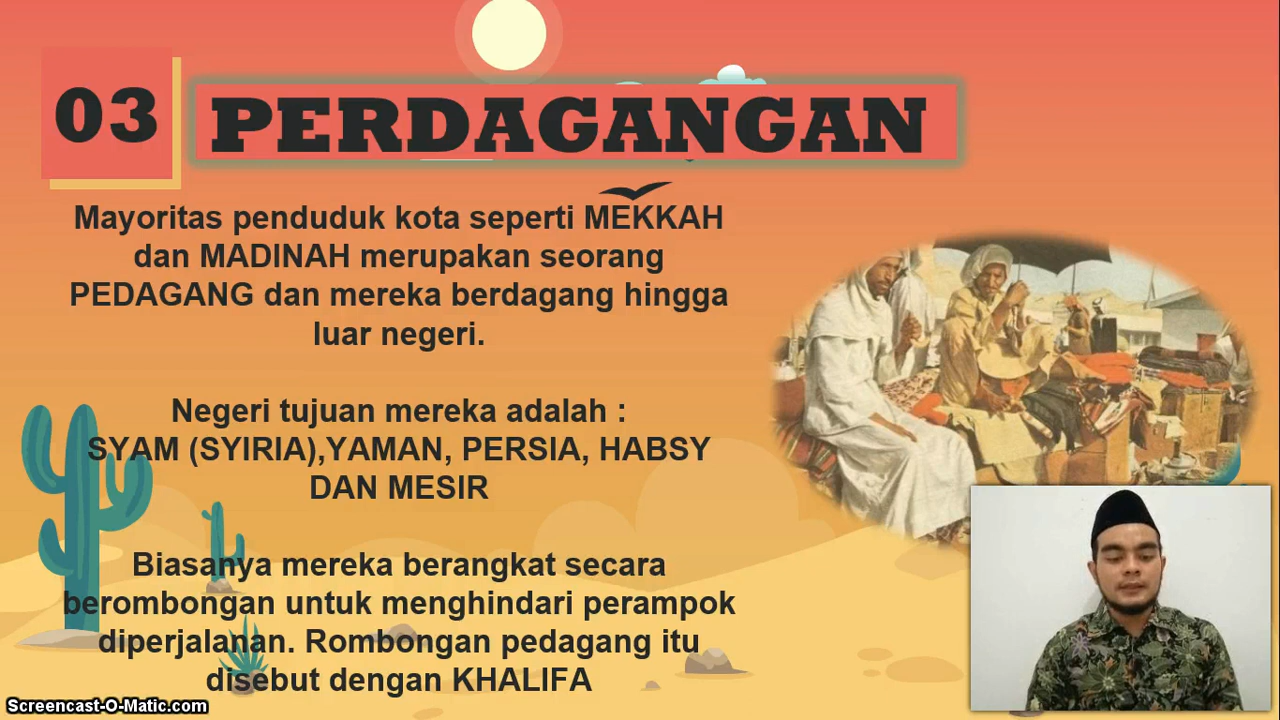 03
PERDAGANGAN
Mayoritas penduduk kota seperti MEKKAH
dan MADINAH merupakan seorang
PEDAGANG dan mereka berdagang hingga
luar negeri.
Negeri tujuan mereka adalah :
SYAM (SYIRIA),YAMAN, PERSIA, HABSY
DAN MESIR
Biasanya mereka berangkat secara
berombongan untuk menghindari perampok
diperjalanan. Rombongan pedagang itu
disebut dengan KHALIFA
Screencast-O-Matic.com